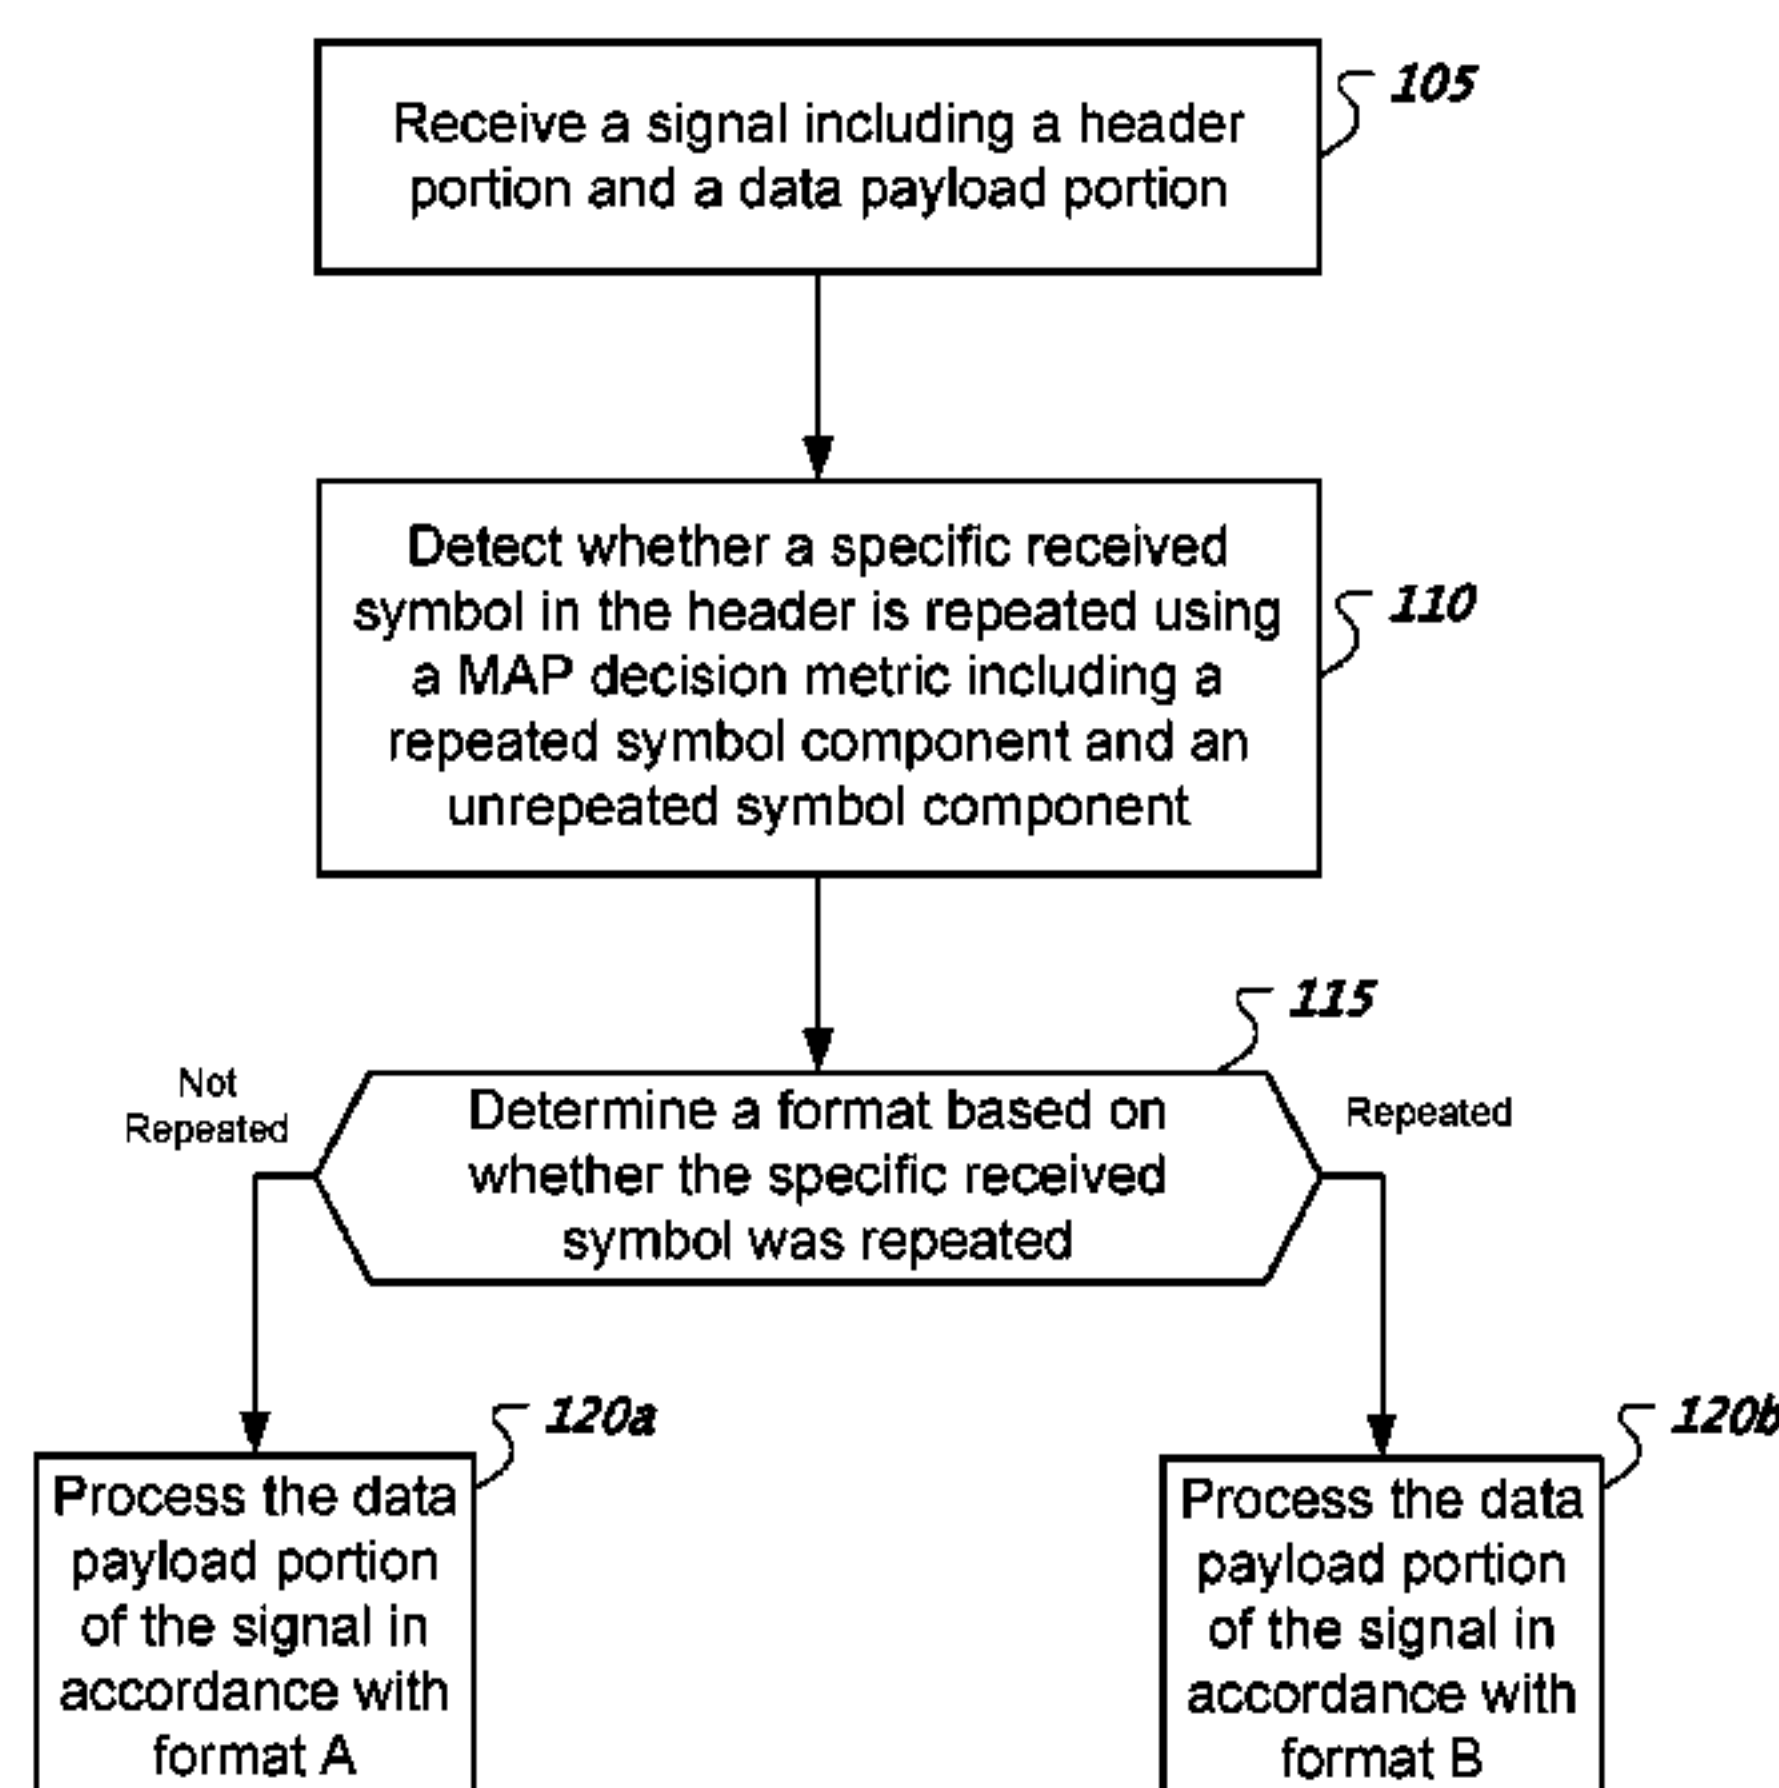 105
Receive a signal including a header
portion and a data payload portion
110
Detect whether a specific received
symbol in the header is repeated using
a MAP decision metric including a
repeated symbol component and an
unrepeated symbol component
115
Not
Repeated
Determine a format based on
whether the specific received
symbol was repeated
Repeated
120a
Process the data
payload portion
of the signal in
accordance with
format A
120b
Process the data
payload portion
of the signal in
accordance with
format B